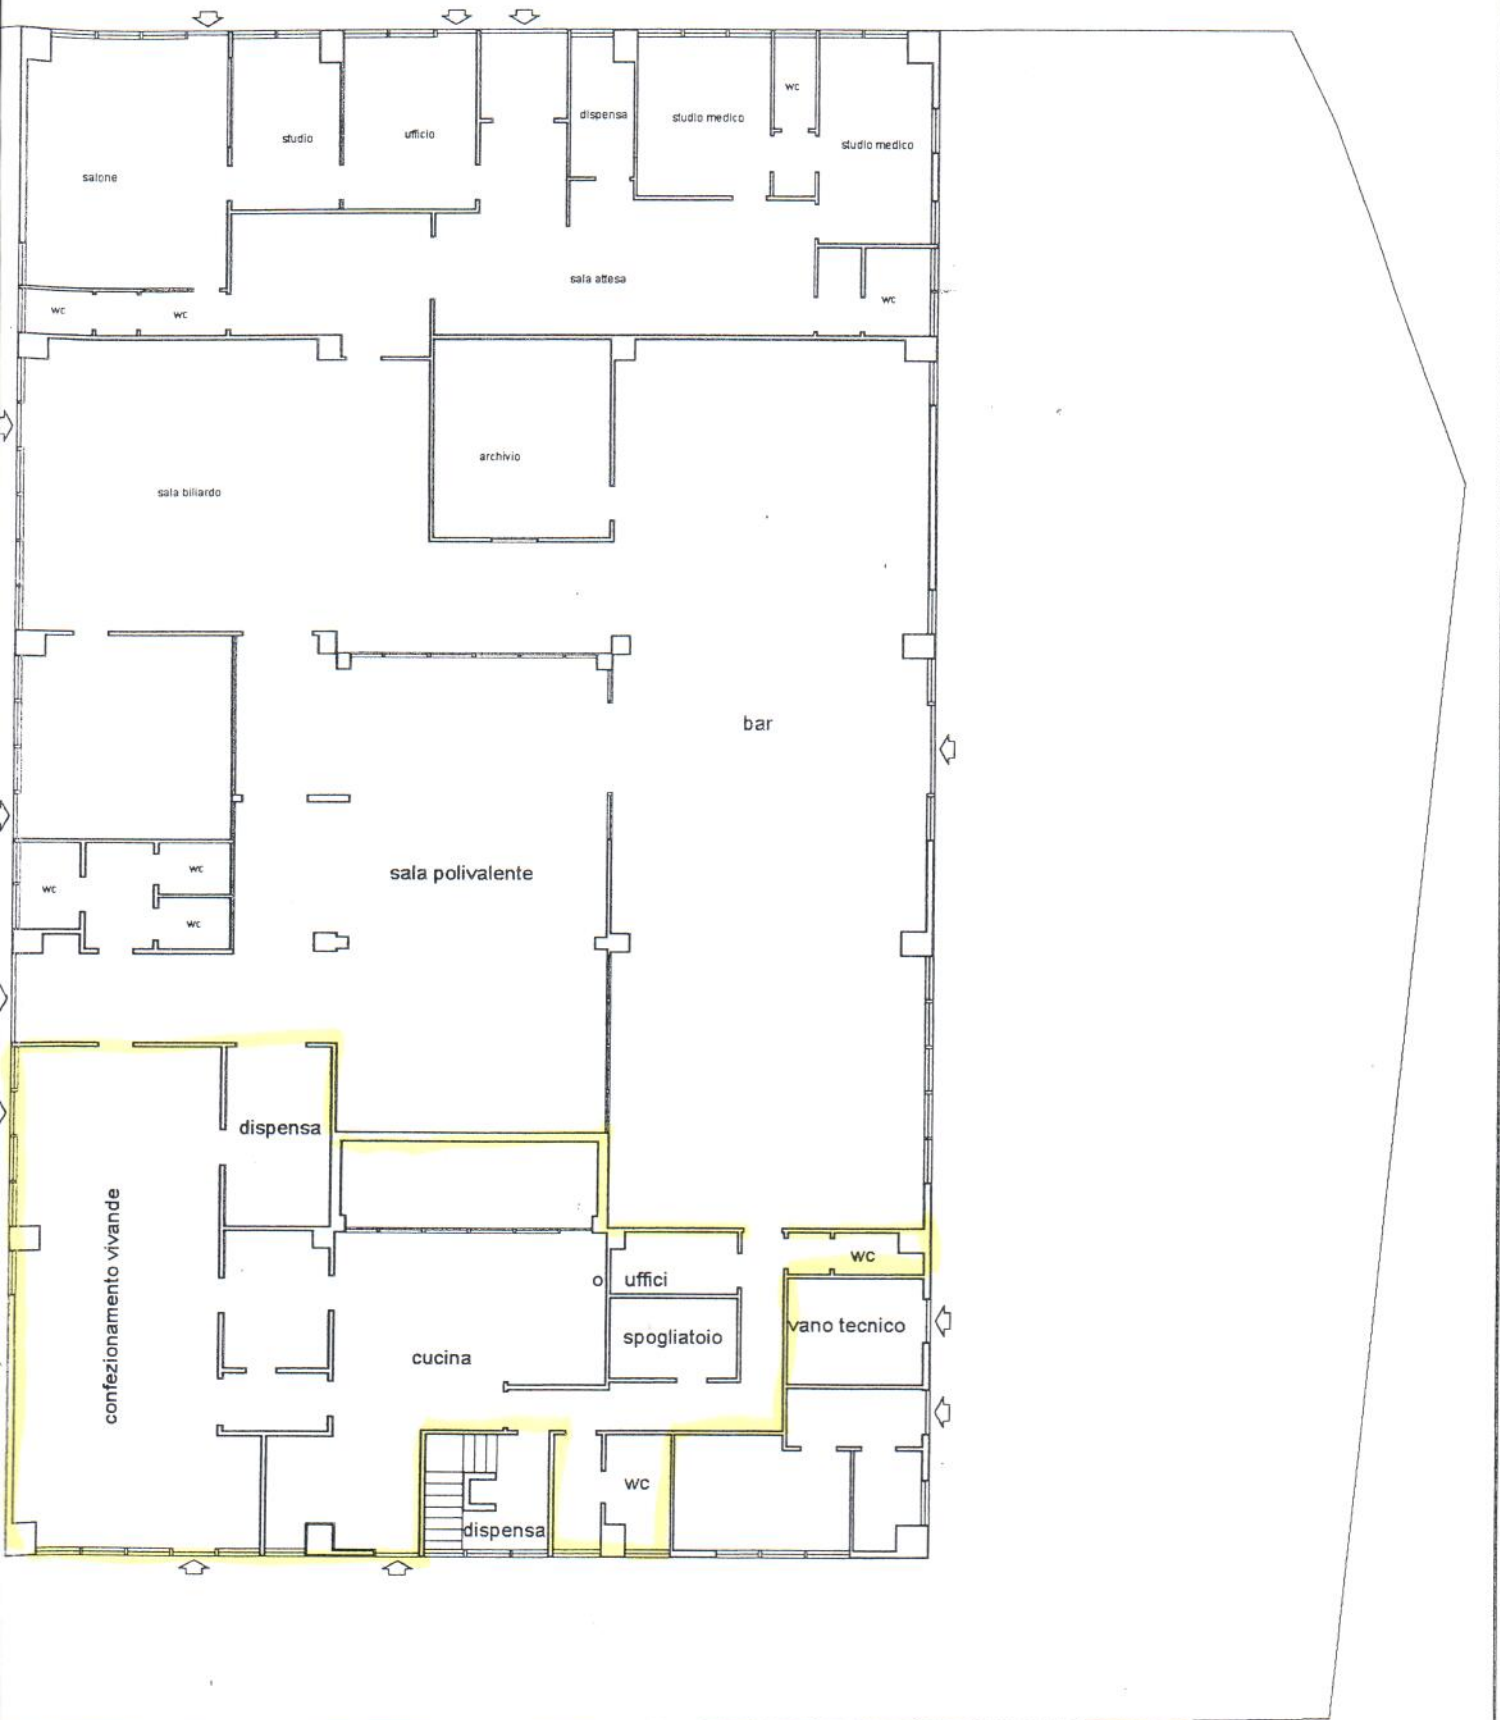 wc
dispensa
studio medico
ufficio
studio
studio medico
salone
sala attesa
wc
wc
wc
archivio
sala biliardo
bar
wc
sala polivalente
wc
wc
dispensa
confezionamento vivande
wc
o uffici
vano tecnico
spogliatoio
cucina
wc
dispensa